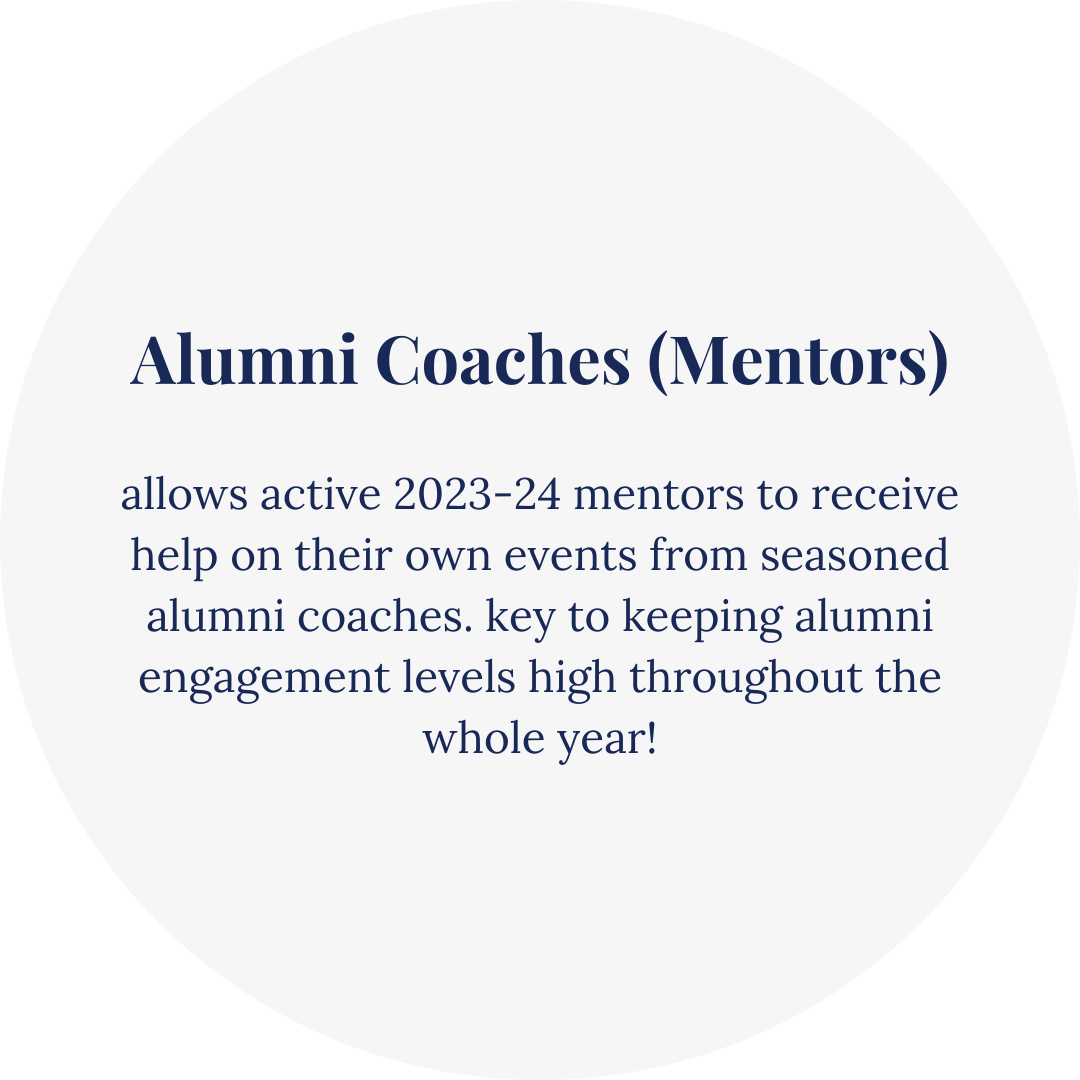 Alumni Coaches (Mentors)
allows active 2023-24 mentors to receive
help on their own events from seasoned
alumni coaches. key to keeping alumni
engagement levels high throughout the
whole year!